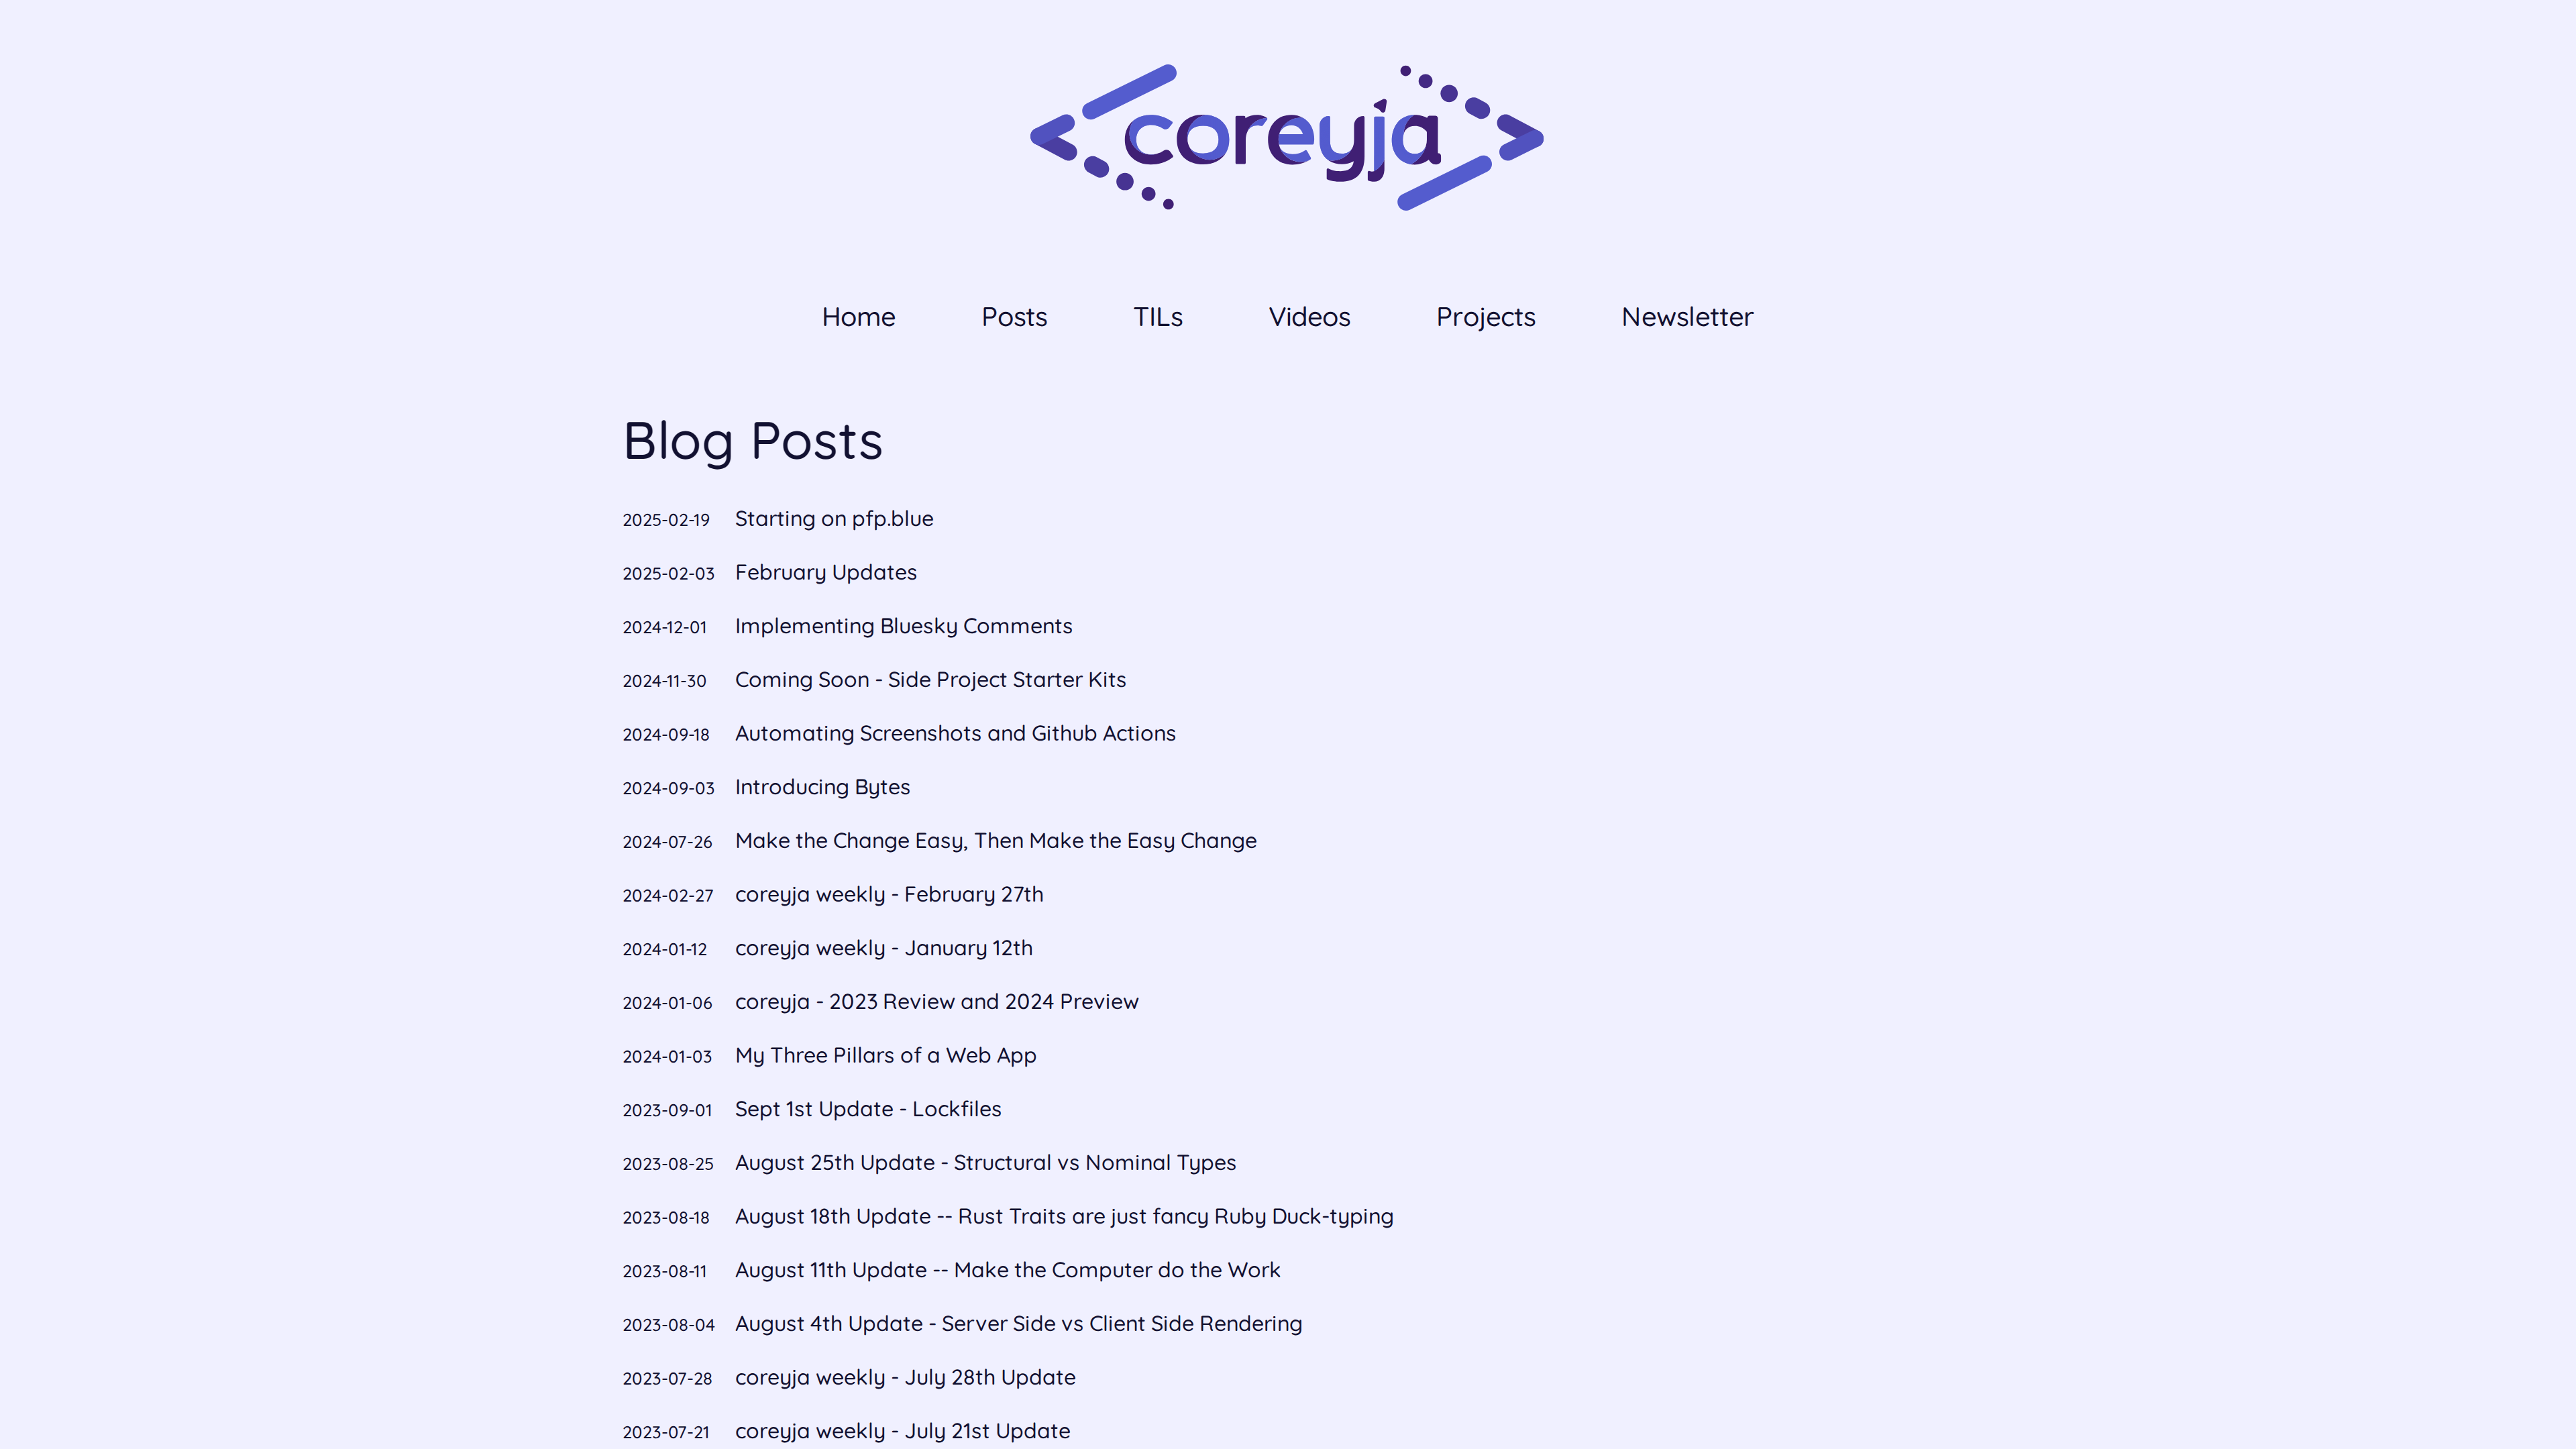 coreyja
Home Posts TILs Videos Projects Newsletter
Blog Posts
2025-02-19 Starting on pfp.blue
2025-02-03 February Updates
2024-12-01 Implementing Bluesky Comments
2024-11-30 Coming Soon - Side Project Starter Kits
2024-09-18 Automating Screenshots and Github Actions
2024-09-03 Introducing Bytes
2024-07-26 Make the Change Easy, Then Make the Easy Change
2024-02-27 coreyja weekly - February 27th
2024-01-12 coreyja weekly - January 12th
2024-01-06 coreyja - 2023 Review and 2024 Preview
2024-01-03 My Three Pillars of a Web App
2023-09-01 Sept 1st Update - Lockfiles
2023-08-25 August 25th Update - Structural vs Nominal Types
2023-08-18 August 18th Update -- Rust Traits are just fancy Ruby Duck-typing
2023-08-11 August 11th Update -- Make the Computer do the Work
2023-08-04 August 4th Update - Server Side vs Client Side Rendering
2023-07-28 coreyja weekly - July 28th Update
2023-07-21 coreyja weekly - July 21st Update